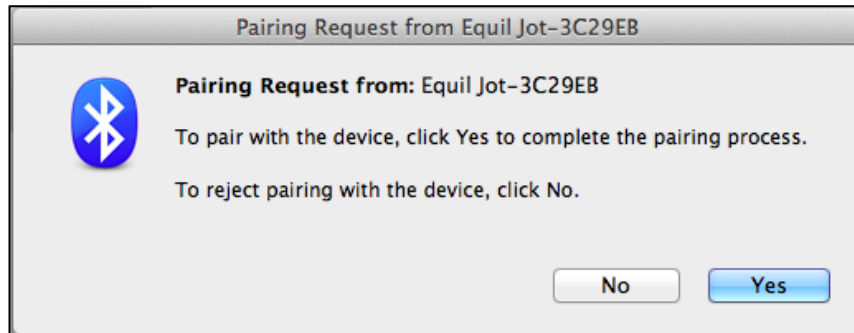 Pairing Request from Equil Jot-3C29EB
Pairing Request from: Equil Jot-3C29EB
To pair with the device, click Yes to complete the pairing process.
To reject pairing with the device, click No.
No
Yes